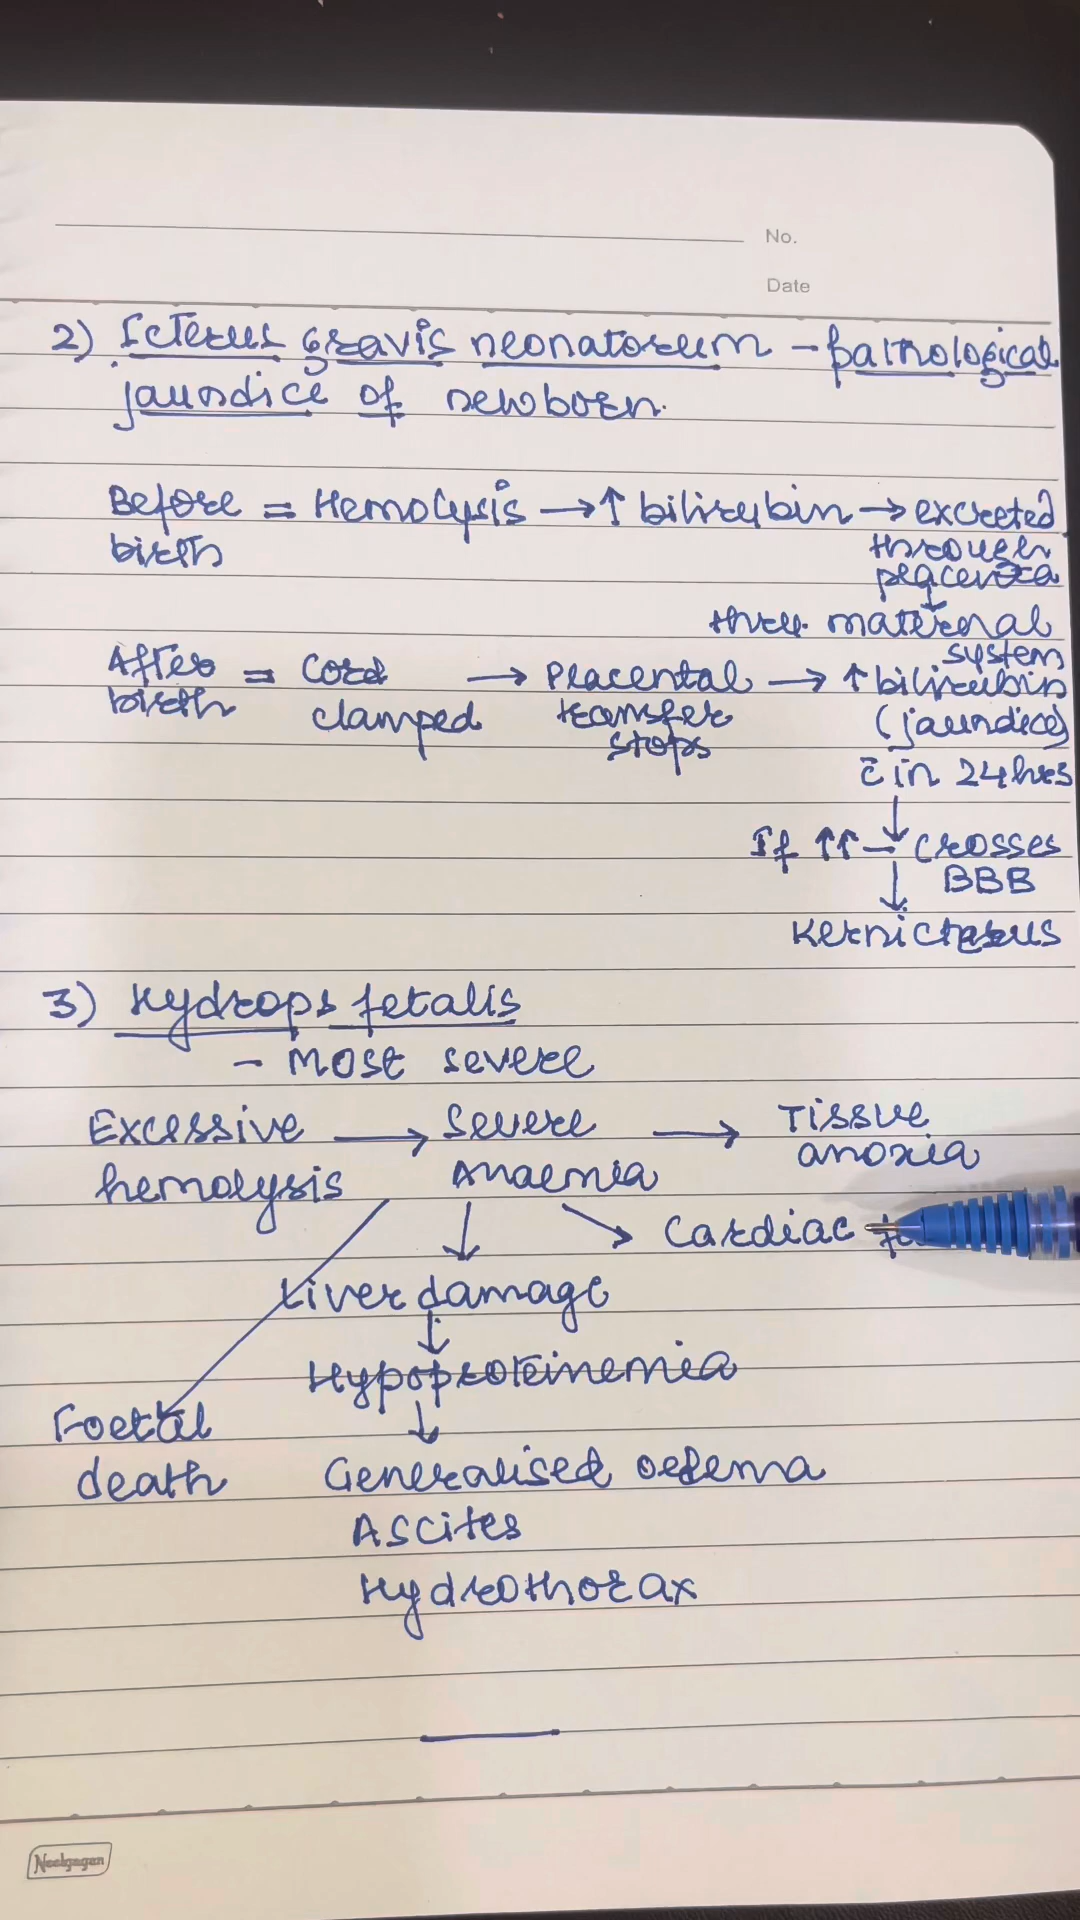 No.
Date
2) Icterus Gravis neonatorum - pathological
jaundice of newborn.
Before = Hemolysis → ↑ bilirubin → excreted
birth through
placenta
↓
thru. maternal
system
After = Cord → Placental → ↑ bilirubin
birth clamped transfer (jaundice)
stops
c̄ in 24hrs
↓
If ↑↑ - crosses
BBB
↓
Kernicterus
3) Hydrops fetalis
- Most severe
Excessive → Severe → Tissue
hemolysis Anaemia anoxia
↓ → Cardiac
Liver damage
↓
Hypoproteinemia
↓
Foetal
death Generalised oedema
Ascites
Hydrothorax
Neelgagan